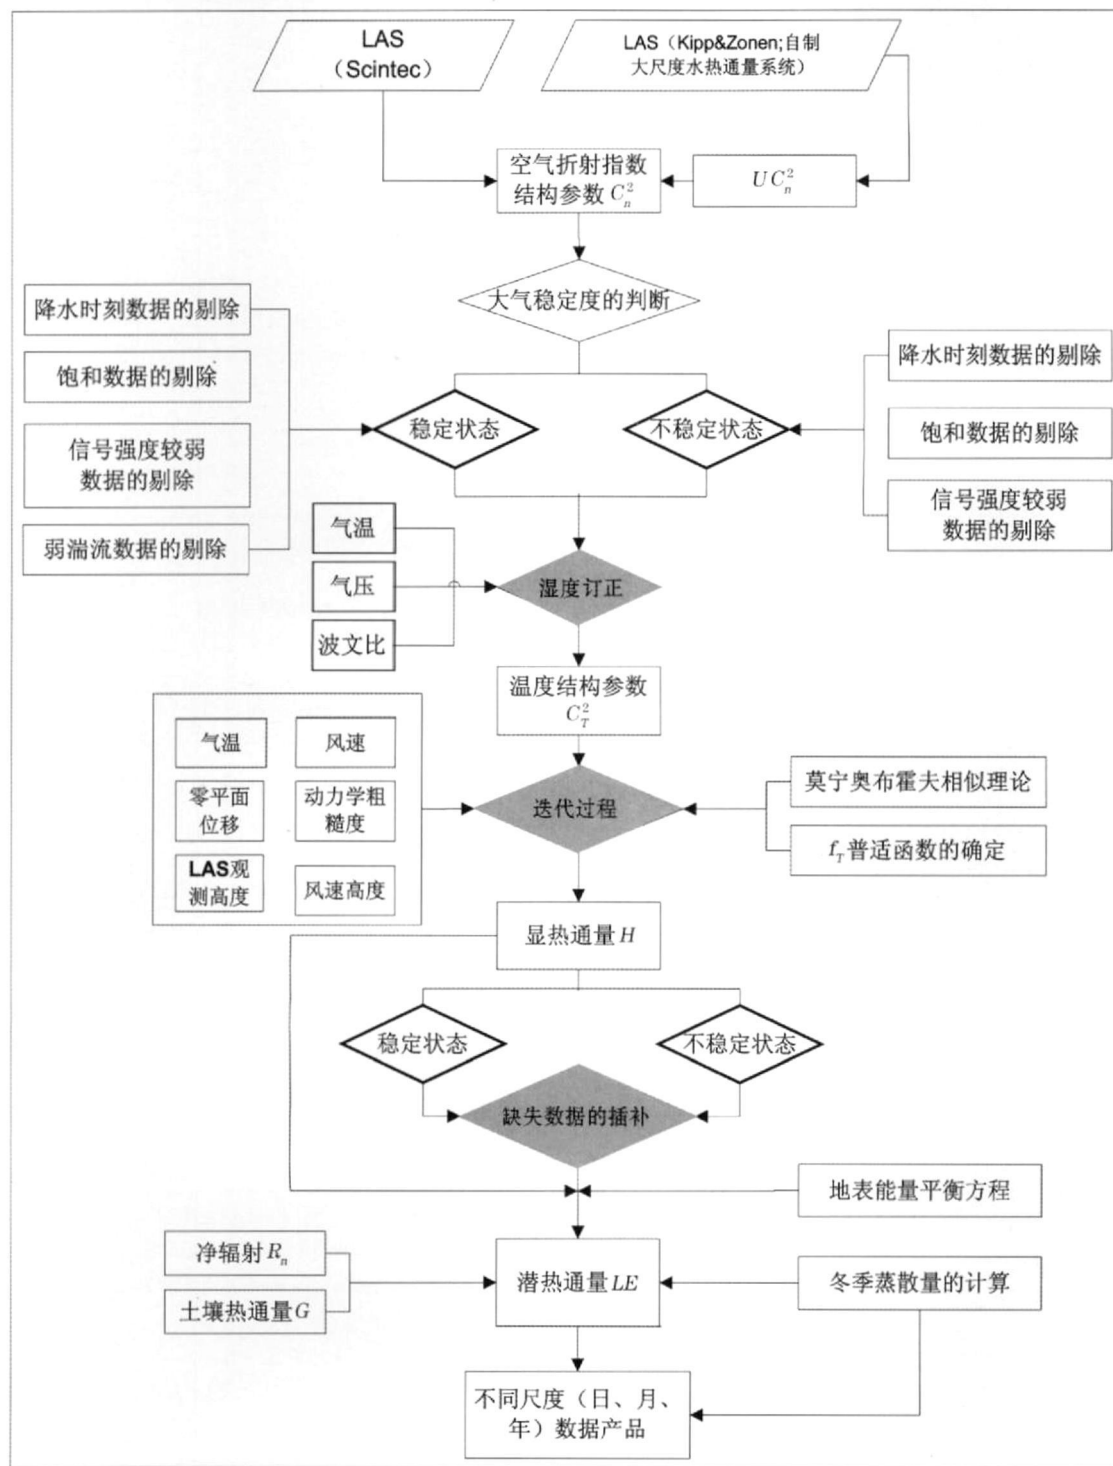 LAS
（Scintec）
LAS（Kipp&Zonen;自制
大尺度水热通量系统）
空气折射指数
结构参数 $C_n^2$
$UC_n^2$
大气稳定度的判断
降水时刻数据的剔除
饱和数据的剔除
信号强度较弱
数据的剔除
弱湍流数据的剔除
稳定状态
不稳定状态
降水时刻数据的剔除
饱和数据的剔除
信号强度较弱
数据的剔除
气温
气压
波文比
湿度订正
温度结构参数
$C_T^2$
气温
风速
零平面
位移
动力学粗
糙度
LAS观
测高度
风速高度
迭代过程
莫宁奥布霍夫相似理论
$f_T$普适函数的确定
显热通量H
稳定状态
不稳定状态
缺失数据的插补
地表能量平衡方程
净辐射$R_n$
土壤热通量G
潜热通量LE
冬季蒸散量的计算
不同尺度（日、月、
年）数据产品